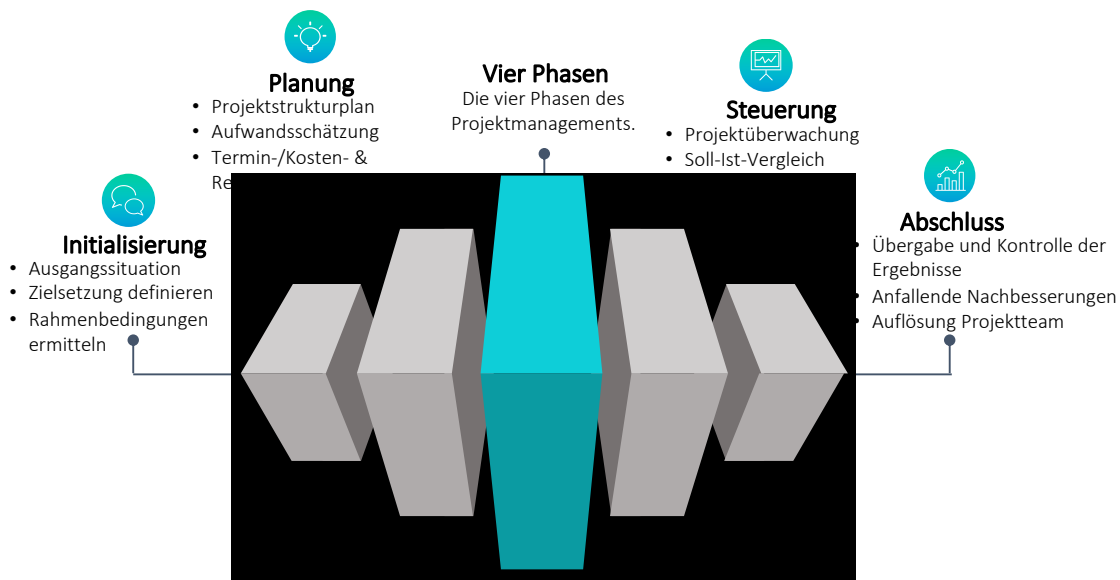 Initialisierung
• Ausgangssituation
• Zielsetzung definieren
• Rahmenbedingungen
ermitteln
Planung
• Projektstrukturplan
• Aufwandsschätzung
• Termin-/Kosten- &
Vier Phasen
Die vier Phasen des
Projektmanagements.
Steuerung
• Projektüberwachung
• Soll-Ist-Vergleich
Abschluss
• Übergabe und Kontrolle der
Ergebnisse
• Anfallende Nachbesserungen
• Auflösung Projektteam